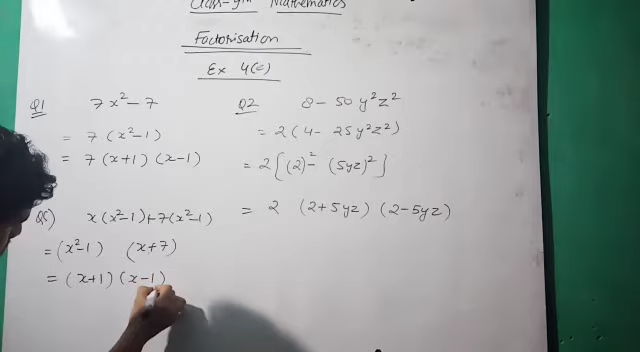 Class-9th Mathematics
Factorisation
Ex 4(c)
Q1 7x² - 7
= 7 (x²-1)
= 7 (x+1) (x-1)
Q2 8 - 50y²z²
= 2 (4 - 25y²z²)
= 2 { (2)² - (5yz)² }
= 2 (2+5yz) (2-5yz)
Q5) x(x²-1)+7(x²-1)
= (x²-1) (x+7)
= (x+1) (x-1)